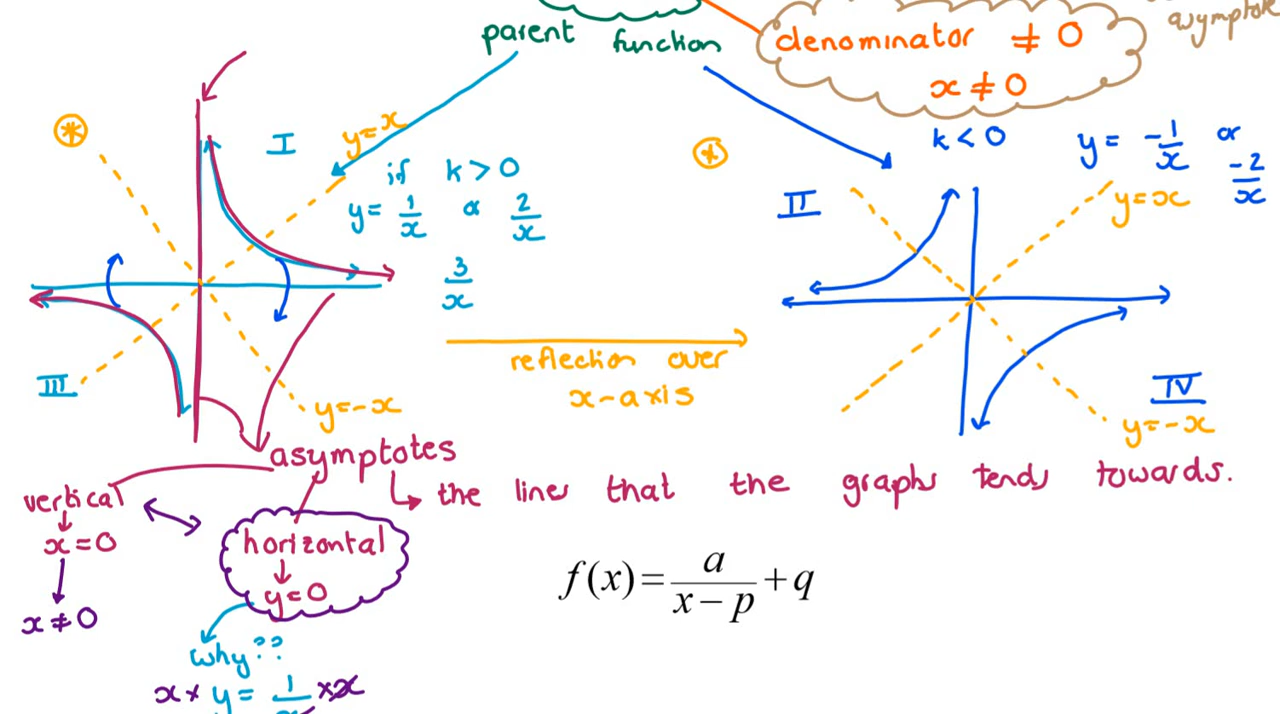 parent function
denominator ≠ 0
x ≠ 0
asymptote
I
y=x
if k > 0
y = 1/x or 2/x
3/x
III
y=-x
reflection over
x-axis
k < 0
y = -1/x or
-2/x
II
y=x
IV
y=-x
asymptotes
↳ the lines that the graphs tends towards.
vertical
x = 0
x ≠ 0
horizontal
y = 0
why??
x × y = 1/x × x
f(x) = a/(x − p) + q